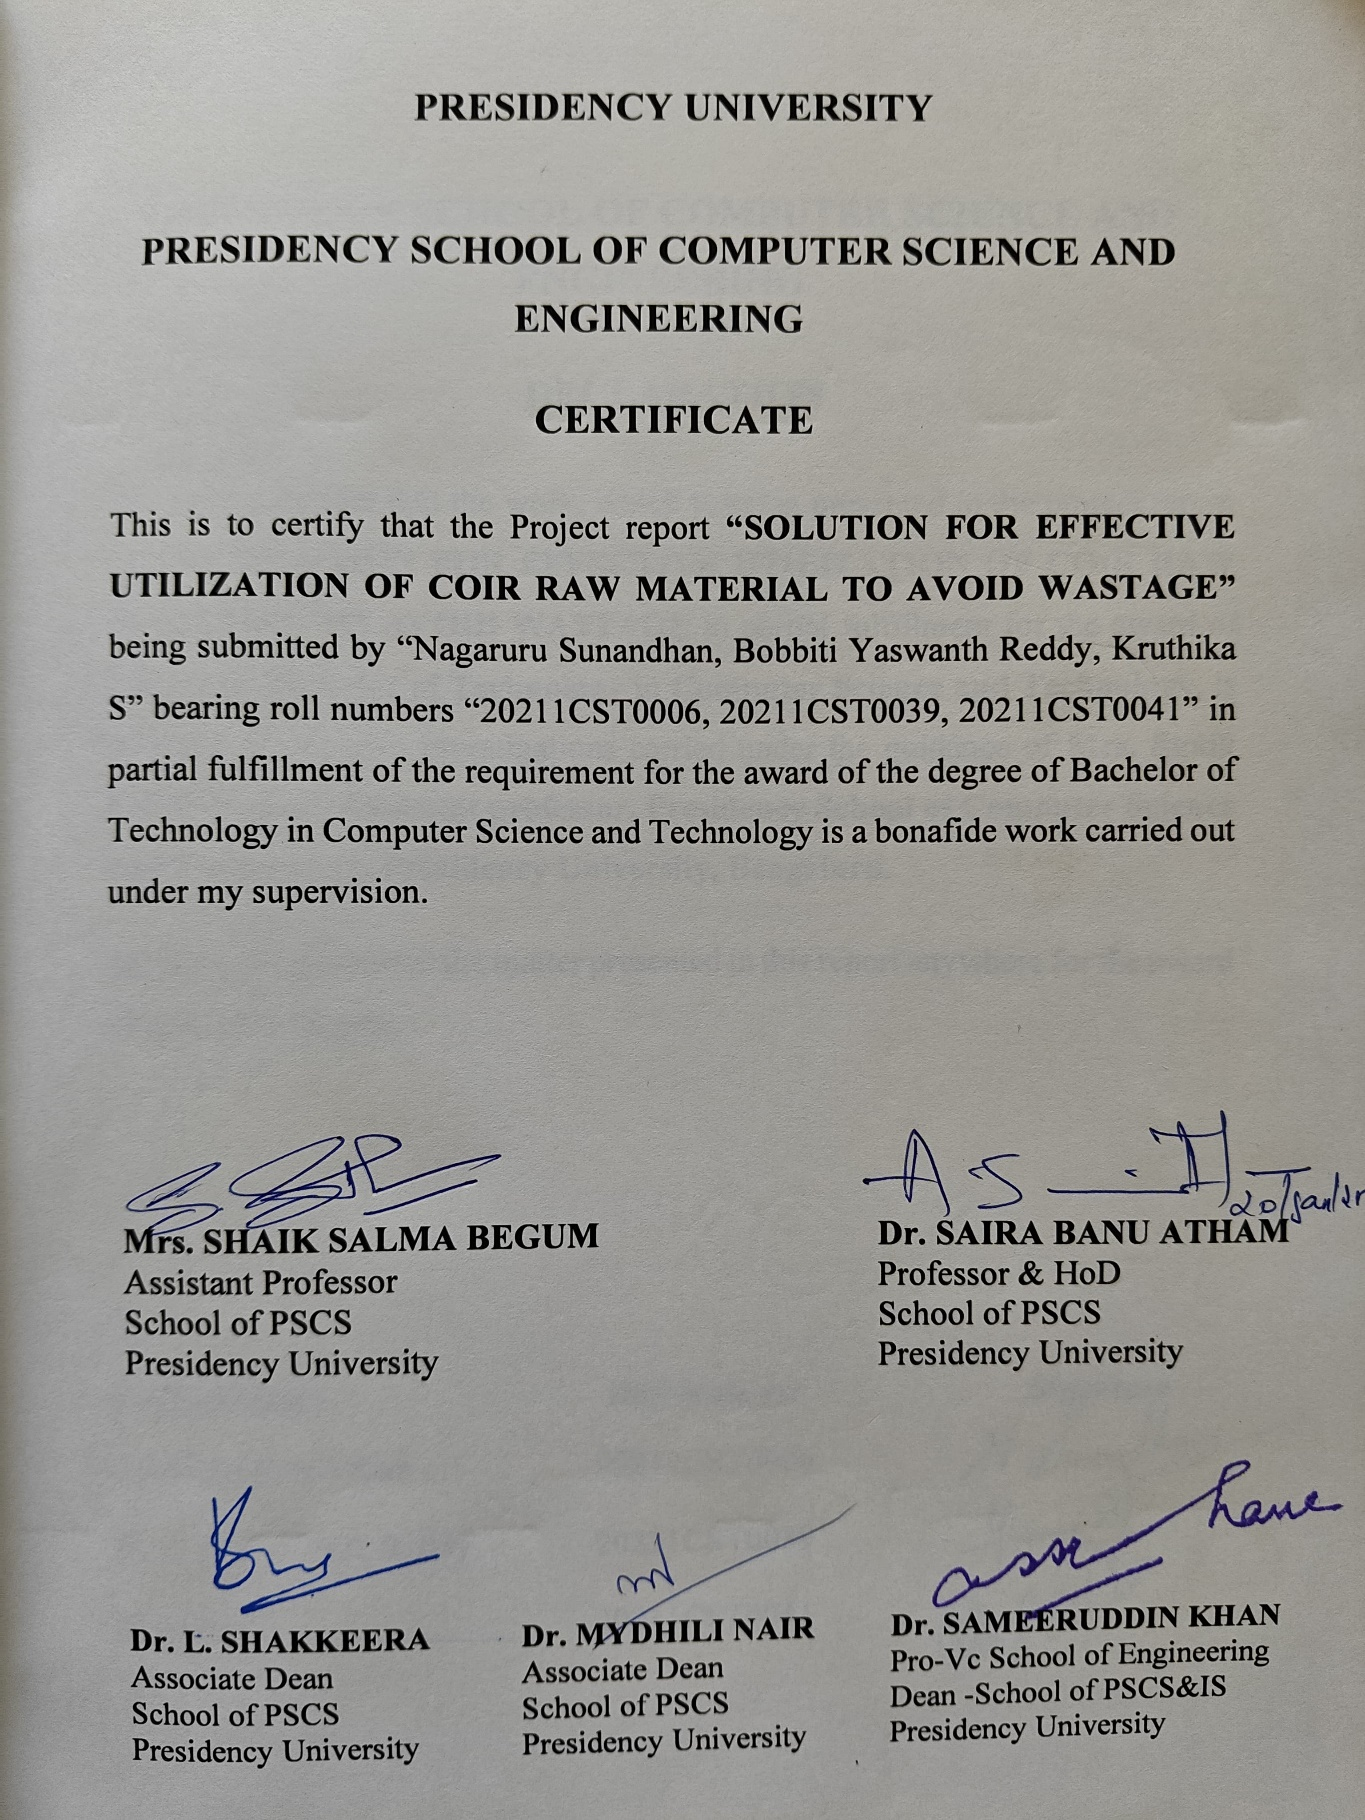 PRESIDENCY UNIVERSITY
PRESIDENCY SCHOOL OF COMPUTER SCIENCE AND
ENGINEERING
CERTIFICATE
This is to certify that the Project report “SOLUTION FOR EFFECTIVE
UTILIZATION OF COIR RAW MATERIAL TO AVOID WASTAGE”
being submitted by “Nagaruru Sunandhan, Bobbiti Yaswanth Reddy, Kruthika
S” bearing roll numbers “20211CST0006, 20211CST0039, 20211CST0041” in
partial fulfillment of the requirement for the award of the degree of Bachelor of
Technology in Computer Science and Technology is a bonafide work carried out
under my supervision.
Mrs. SHAIK SALMA BEGUM
Assistant Professor
School of PSCS
Presidency University
Dr. SAIRA BANU ATHAM
Professor & HoD
School of PSCS
Presidency University
Dr. L. SHAKKEERA
Associate Dean
School of PSCS
Presidency University
Dr. MYDHILI NAIR
Associate Dean
School of PSCS
Presidency University
Dr. SAMEERUDDIN KHAN
Pro-Vc School of Engineering
Dean -School of PSCS&IS
Presidency University